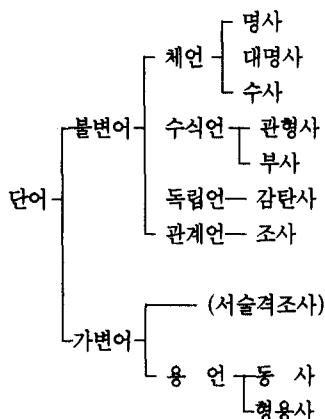 명사
체언 대명사
수사
불변어 수식언 관형사
부사
단어 독립언 감탄사
관계언 조사
(서술격조사)
가변어
용 언 동 사
형용사